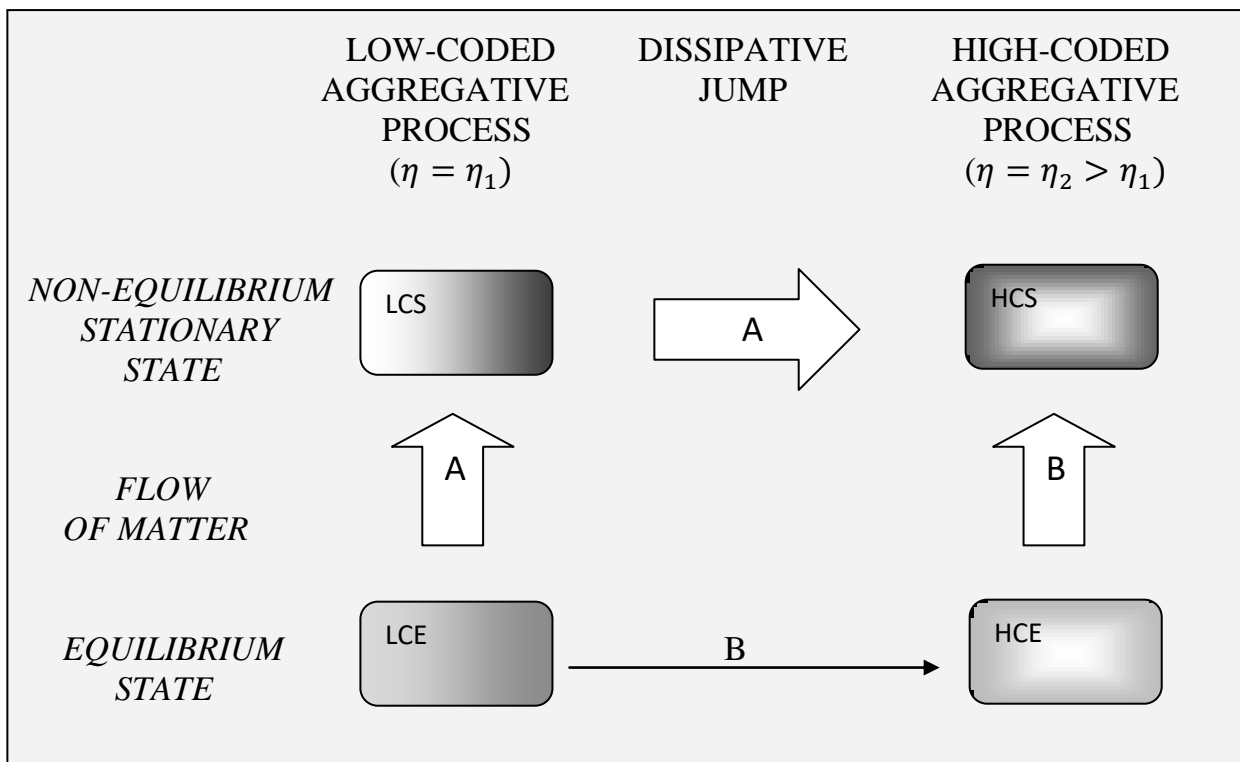 LOW-CODED
AGGREGATIVE
PROCESS
(η = η₁)
DISSIPATIVE
JUMP
HIGH-CODED
AGGREGATIVE
PROCESS
(η = η₂ > η₁)
NON-EQUILIBRIUM
STATIONARY
STATE
LCS
A
HCS
FLOW
OF MATTER
A
B
EQUILIBRIUM
STATE
LCE
B
HCE